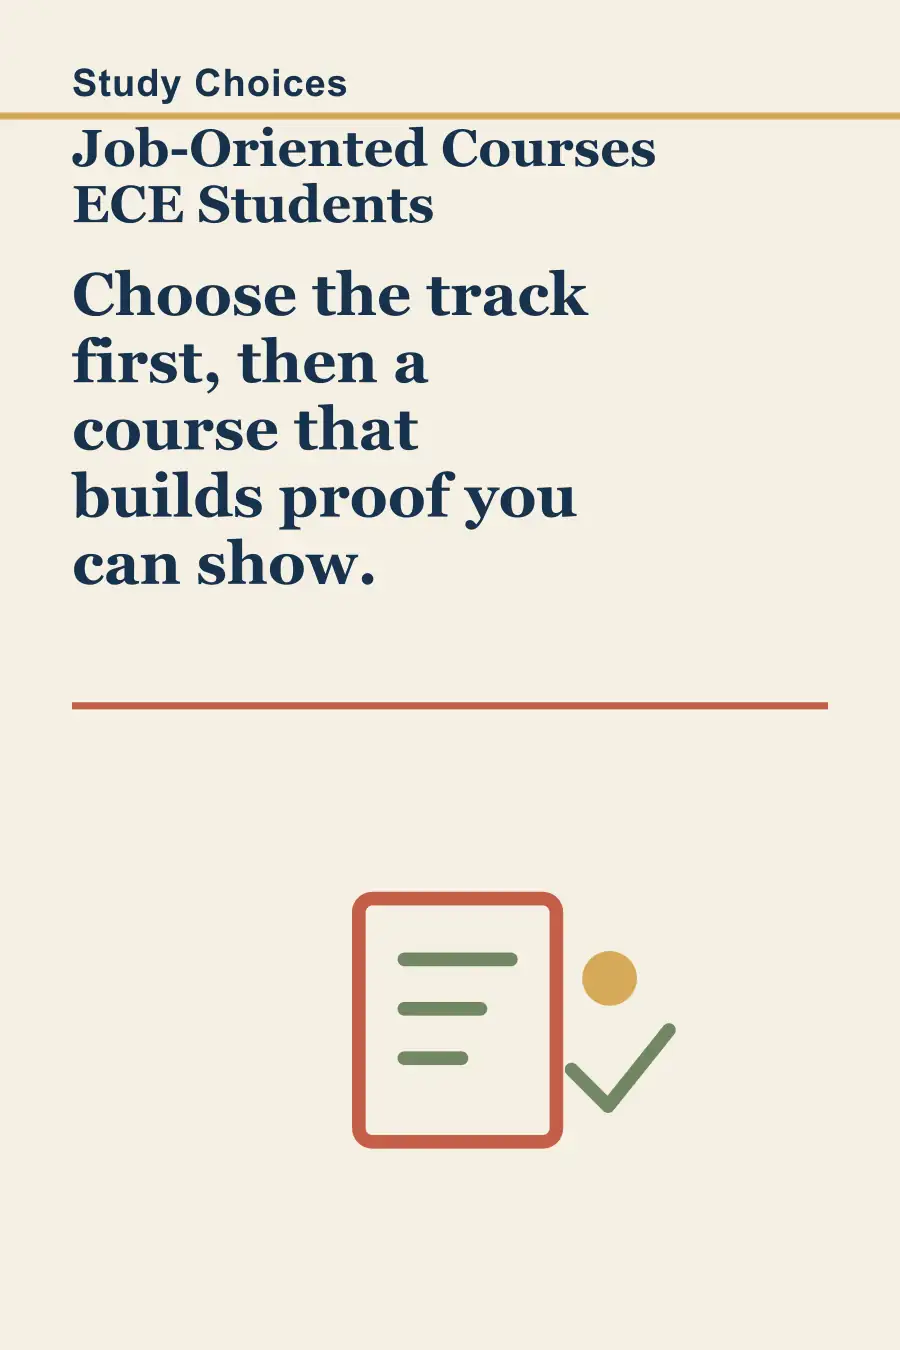 Study Choices
Job-Oriented Courses
ECE Students
Choose the track
first, then a
course that
builds proof you
can show.